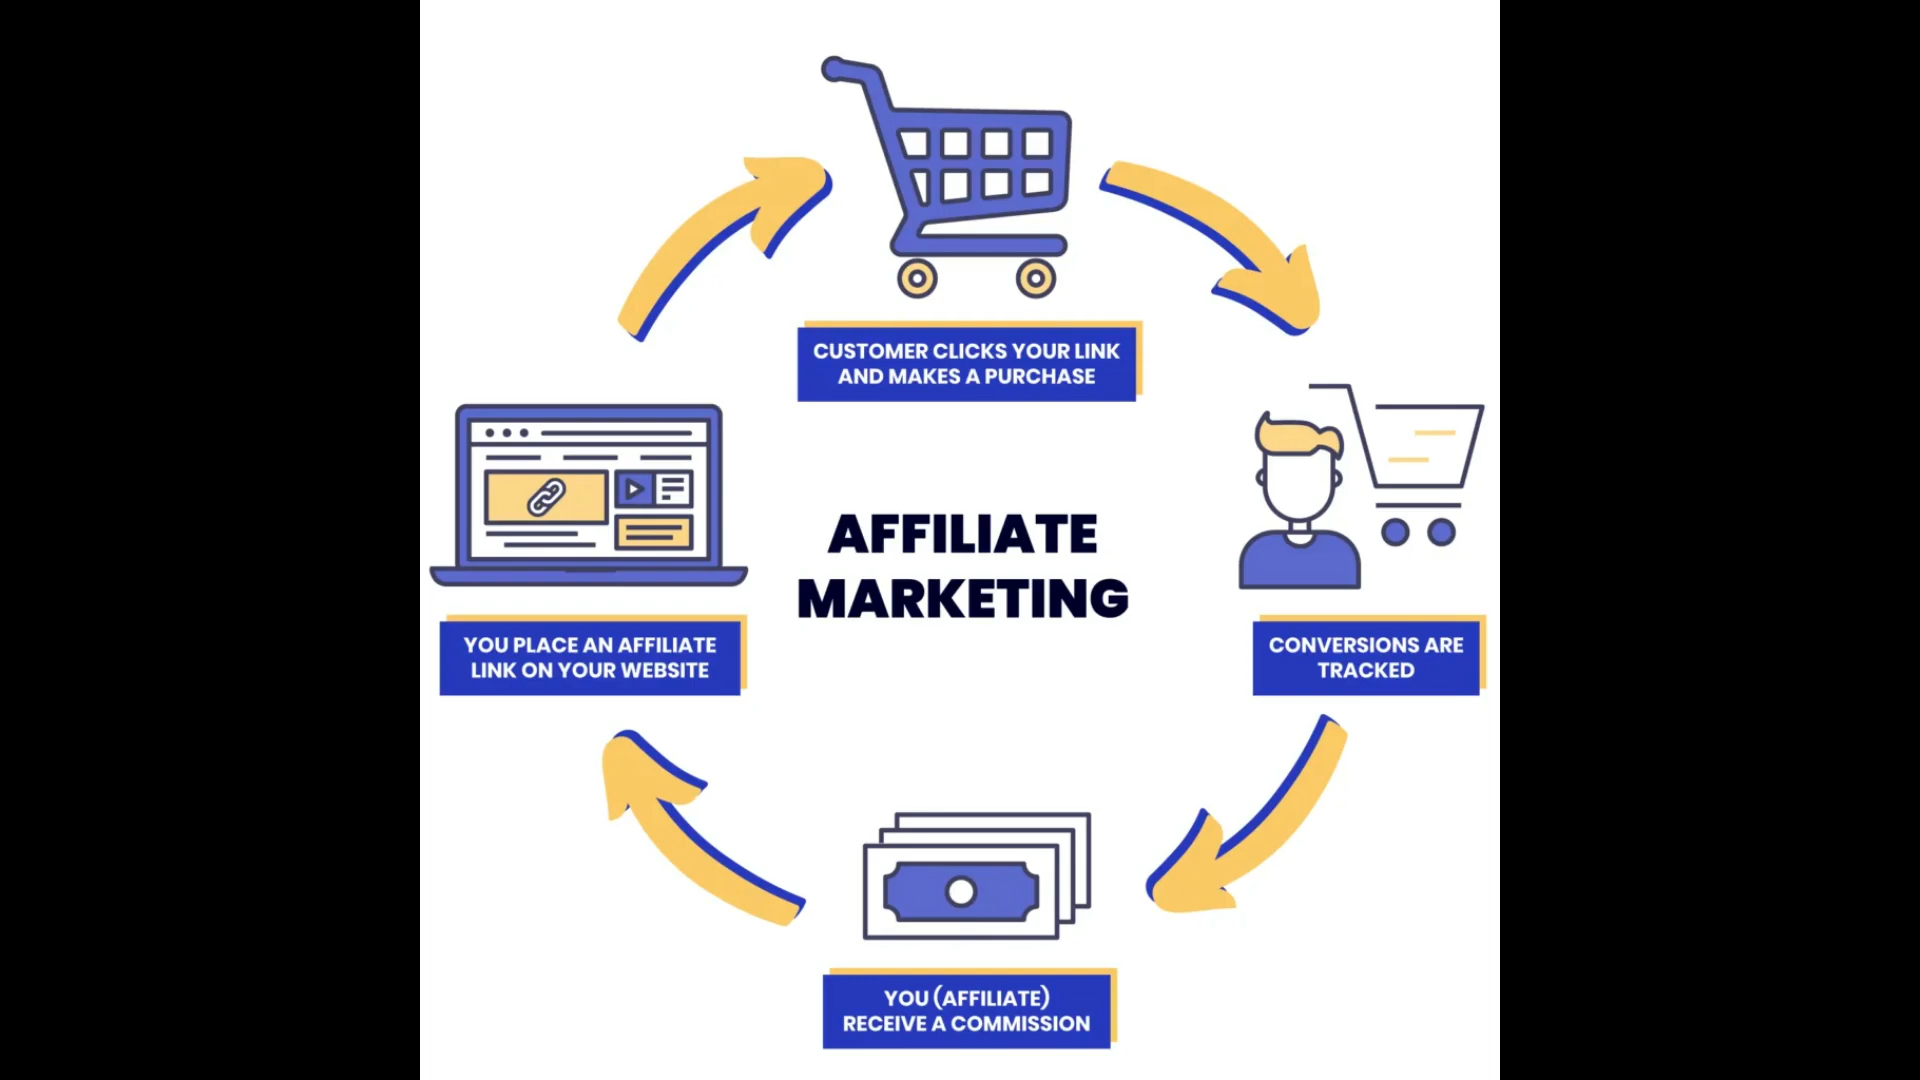 CUSTOMER CLICKS YOUR LINK
AND MAKES A PURCHASE
AFFILIATE
MARKETING
YOU PLACE AN AFFILIATE
LINK ON YOUR WEBSITE
CONVERSIONS ARE
TRACKED
YOU (AFFILIATE)
RECEIVE A COMMISSION